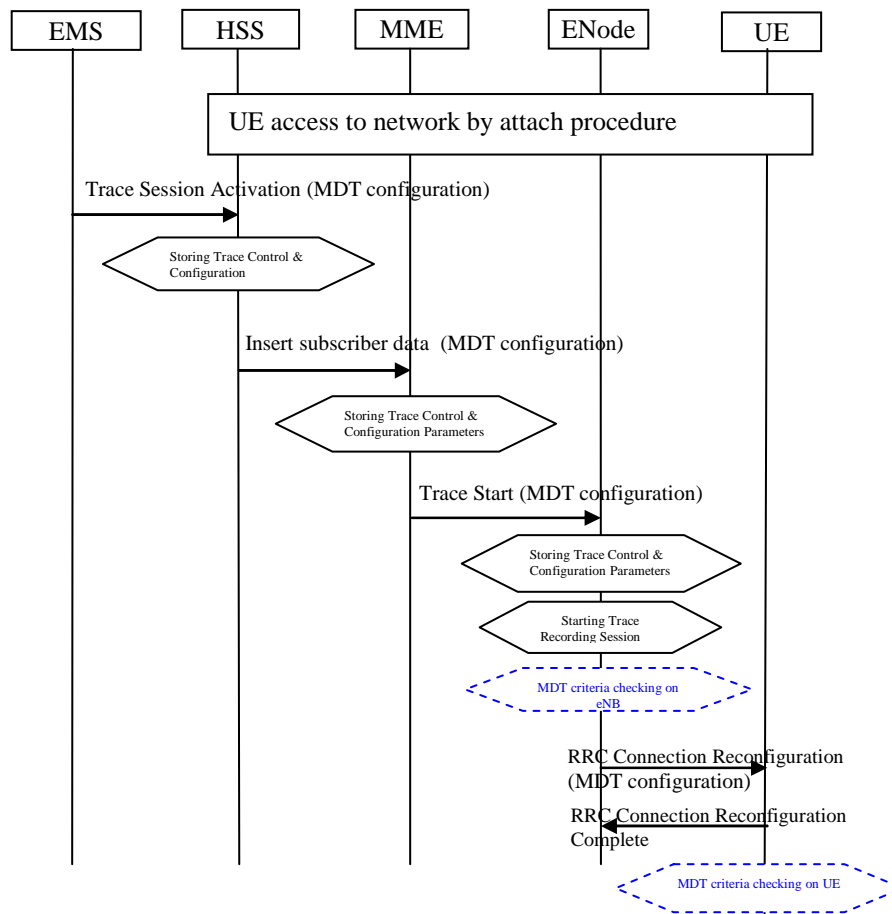 EMS HSS MME ENode UE
UE access to network by attach procedure
Trace Session Activation (MDT configuration)
Storing Trace Control &
Configuration
Insert subscriber data (MDT configuration)
Storing Trace Control &
Configuration Parameters
Trace Start (MDT configuration)
Storing Trace Control &
Configuration Parameters
Starting Trace
Recording Session
MDT criteria checking on
eNB
RRC Connection Reconfiguration
(MDT configuration)
RRC Connection Reconfiguration
Complete
MDT criteria checking on UE